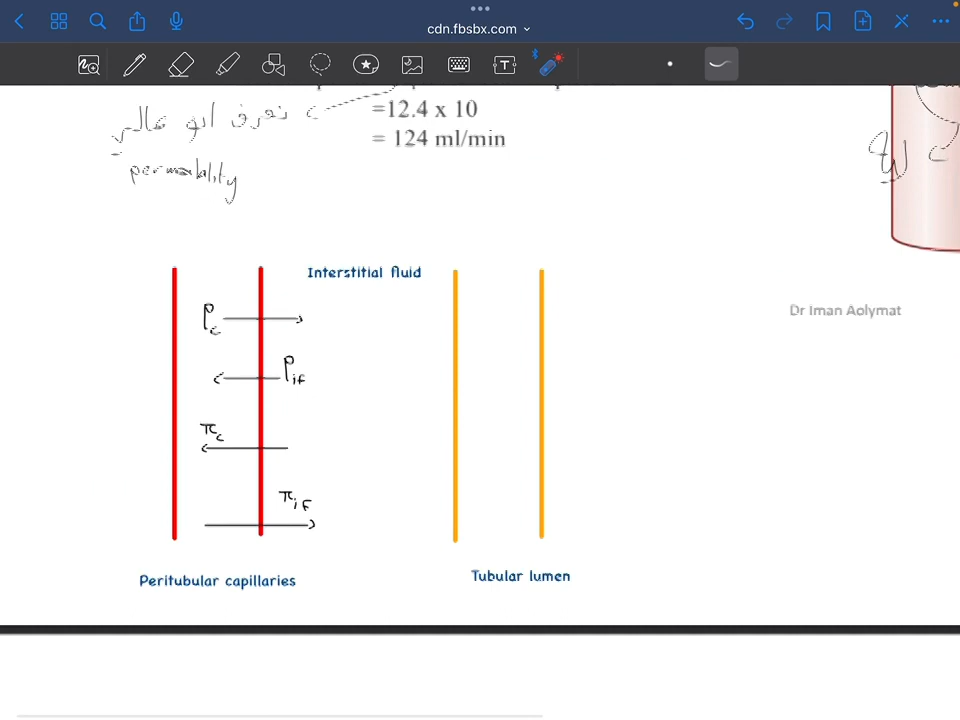 cdn.fbsbx.com
=12.4 x 10
= 124 ml/min
نعرف انو عالي
permeability
Interstitial fluid
Pc
Pif
πc
πif
Peritubular capillaries
Tubular lumen
Dr Iman Aolymat